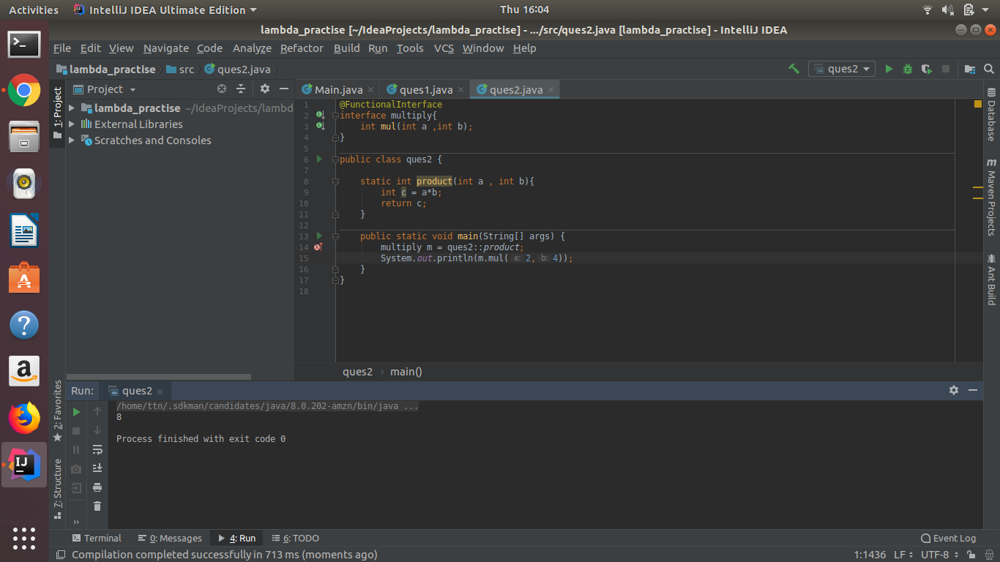 Activities IntelliJ IDEA Ultimate Edition Thu 16:04
lambda_practise [~/IdeaProjects/lambda_practise] - .../src/ques2.java [lambda_practise] - IntelliJ IDEA
File Edit View Navigate Code Analyze Refactor Build Run Tools VCS Window Help
lambda_practise src ques2.java ques2
1: Project
Project
lambda_practise ~/IdeaProjects/lambd
External Libraries
Scratches and Consoles
Main.java ques1.java ques2.java
1 @FunctionalInterface
2 interface multiply{
3 int mul(int a ,int b);
4 }
5
6 public class ques2 {
7
8 static int product(int a , int b){
9 int c = a*b;
10 return c;
11 }
12
13 public static void main(String[] args) {
14 multiply m = ques2::product;
15 System.out.println(m.mul( a: 2, b: 4));
16 }
17 }
18
ques2 › main()
Database
m Maven Projects
Ant Build
2: Favorites
7: Structure
Run: ques2
/home/ttn/.sdkman/candidates/java/8.0.202-amzn/bin/java ...
8
Process finished with exit code 0
Terminal 0: Messages 4: Run 6: TODO Event Log
Compilation completed successfully in 713 ms (moments ago) 1:1436 LF UTF-8